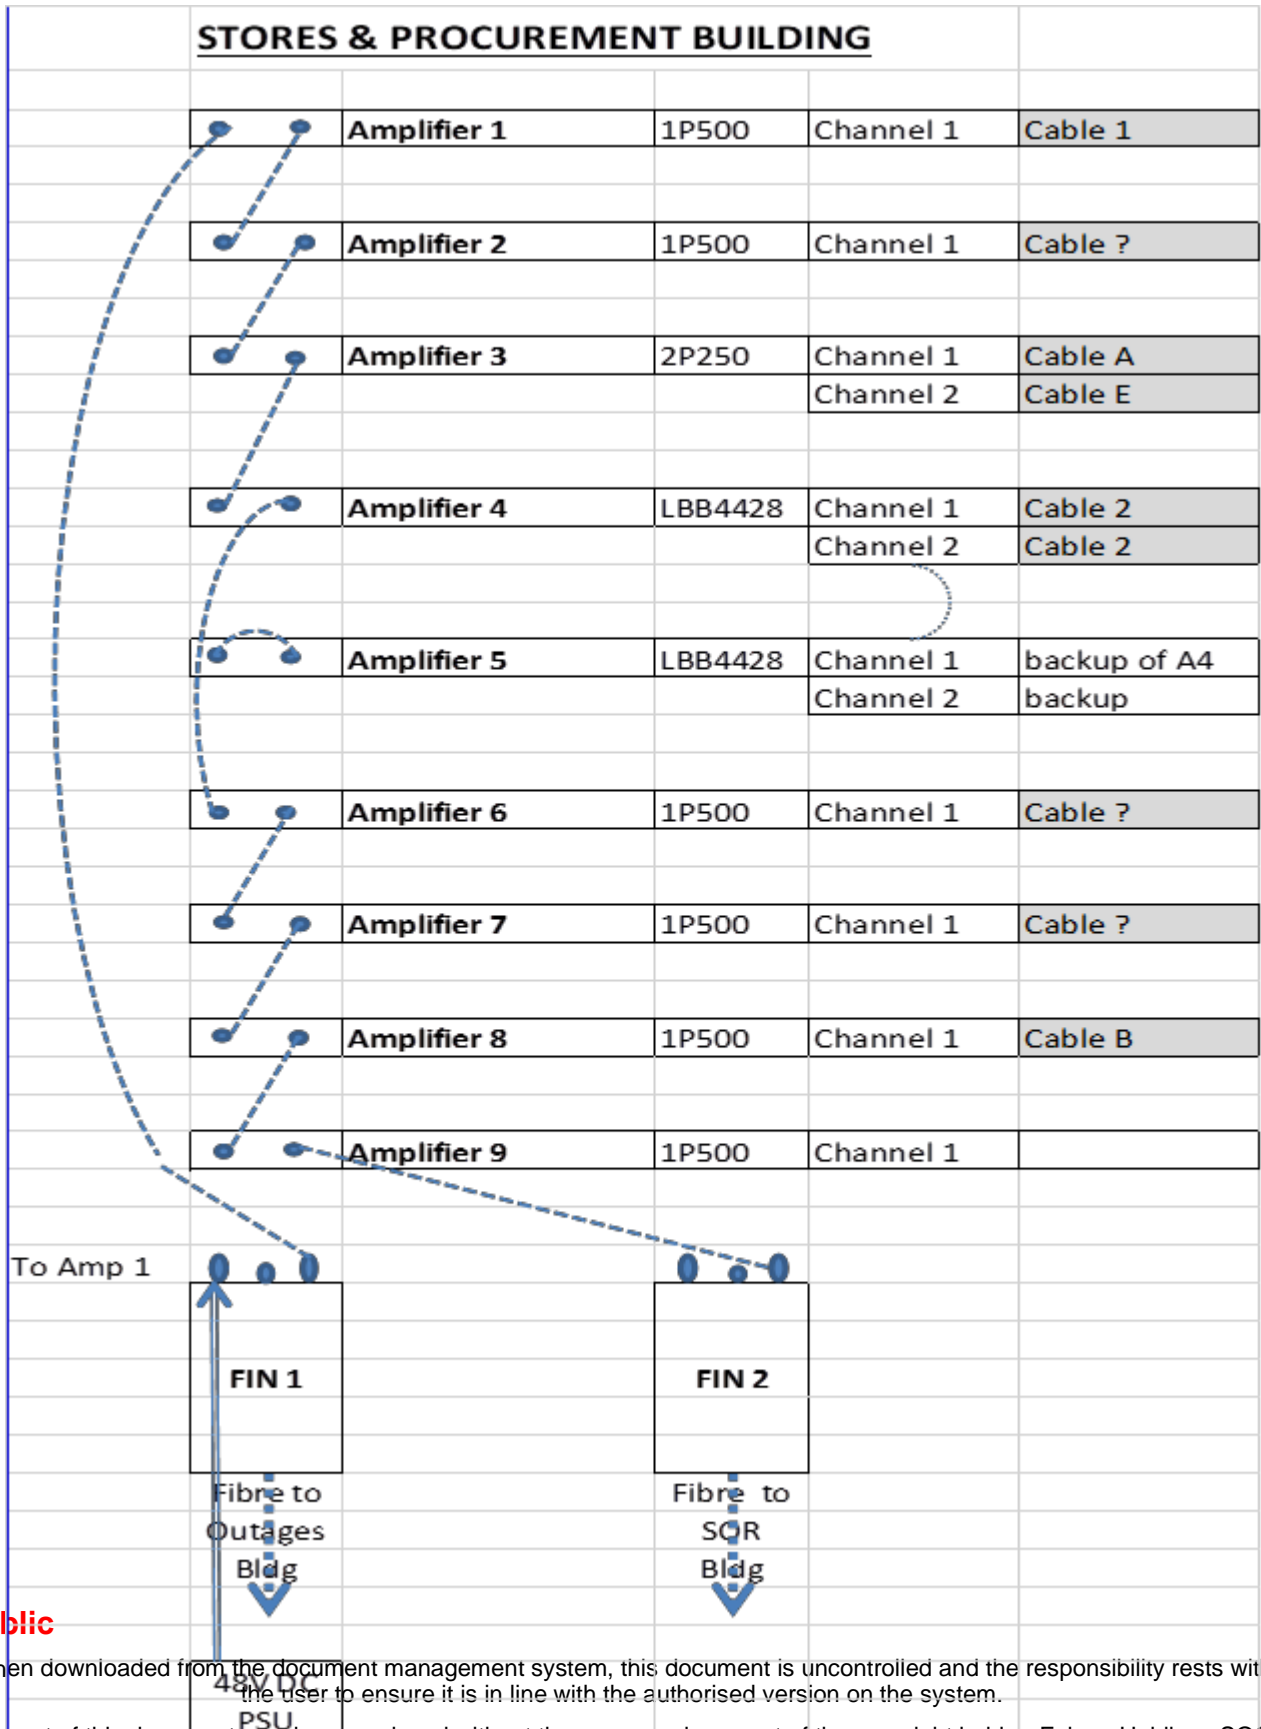 STORES & PROCUREMENT BUILDING
Amplifier 1 1P500 Channel 1 Cable 1
Amplifier 2 1P500 Channel 1 Cable ?
Amplifier 3 2P250 Channel 1 Cable A
Channel 2 Cable E
Amplifier 4 LBB4428 Channel 1 Cable 2
Channel 2 Cable 2
Amplifier 5 LBB4428 Channel 1 backup of A4
Channel 2 backup
Amplifier 6 1P500 Channel 1 Cable ?
Amplifier 7 1P500 Channel 1 Cable ?
Amplifier 8 1P500 Channel 1 Cable B
Amplifier 9 1P500 Channel 1
To Amp 1
FIN 1 FIN 2
Fibre to Fibre to
Outages SOR
Bldg Bldg
blic
en downloaded from the document management system, this document is uncontrolled and the responsibility rests wit
the user to ensure it is in line with the authorised version on the system.
48V DC
PSU